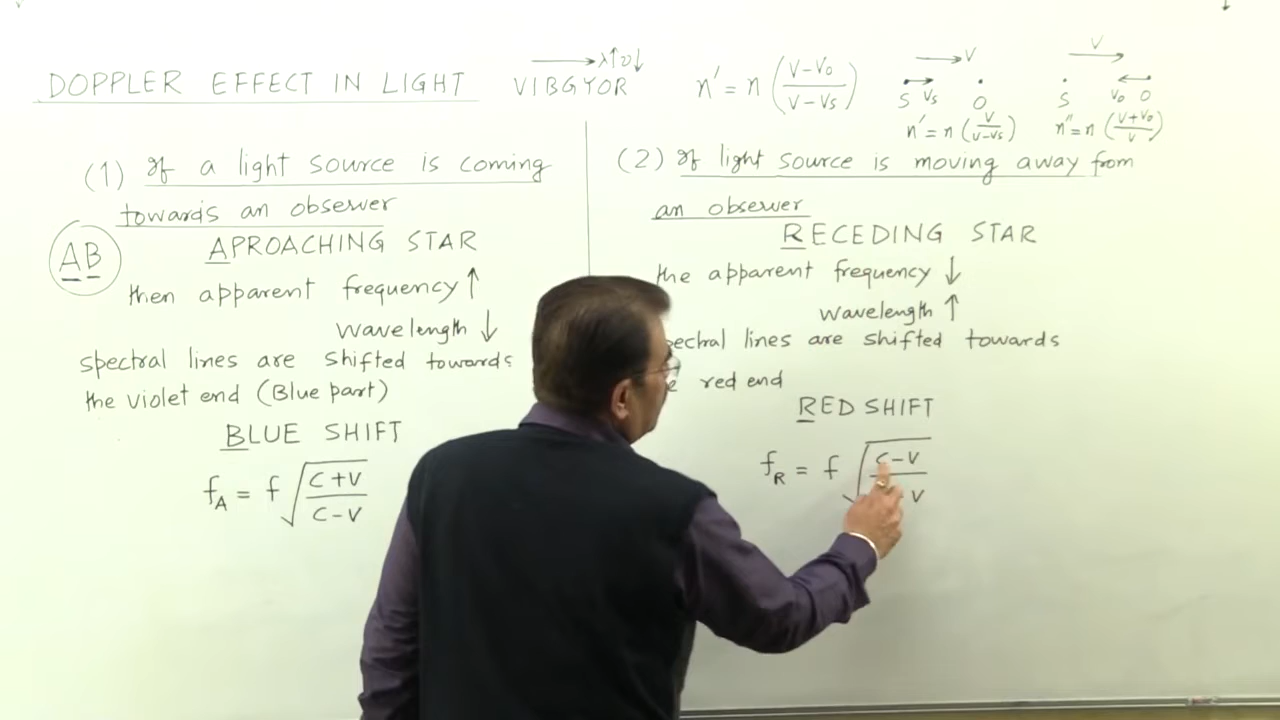 DOPPLER EFFECT IN LIGHT
VIBGYOR
→ λ↑ν↓
n' = n (V-V₀ / V-Vs)
→ V
S Vs O
n' = n (V / V-Vs)
→ V
S V₀ O
n'' = n (V+V₀ / V)
(1) If a light source is coming
towards an observer
AB
APROACHING STAR
then apparent frequency ↑
wavelength ↓
spectral lines are shifted towards
the violet end (Blue part)
BLUE SHIFT
f_A = f √(C+V / C-V)
(2) If light source is moving away from
an observer
RECEDING STAR
the apparent frequency ↓
wavelength ↑
lines are shifted towards
red end
RED SHIFT
f_R = f √(C-V / V)